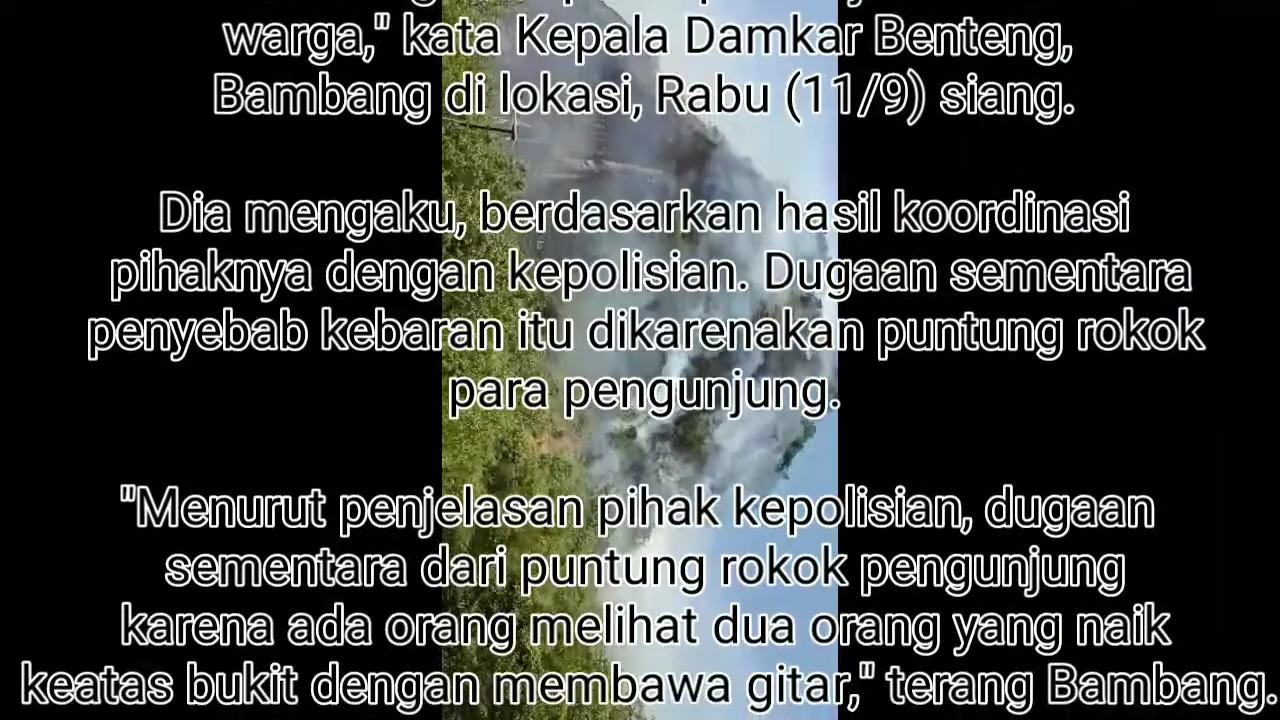 warga," kata Kepala Damkar Benteng,
Bambang di lokasi, Rabu (11/9) siang.
Dia mengaku, berdasarkan hasil koordinasi
pihaknya dengan kepolisian. Dugaan sementara
penyebab kebaran itu dikarenakan puntung rokok
para pengunjung.
"Menurut penjelasan pihak kepolisian, dugaan
sementara dari puntung rokok pengunjung
karena ada orang melihat dua orang yang naik
keatas bukit dengan membawa gitar," terang Bambang.